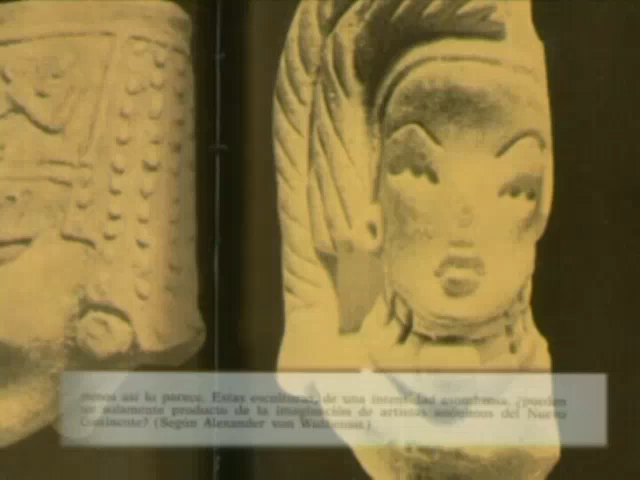 menos así lo parece. Estas esculturas, de una intensidad asombrosa, ¿pueden
ser solamente producto de la imaginación de artistas anónimos del Nuevo
Continente? (Según Alexander von Wuthenau.)